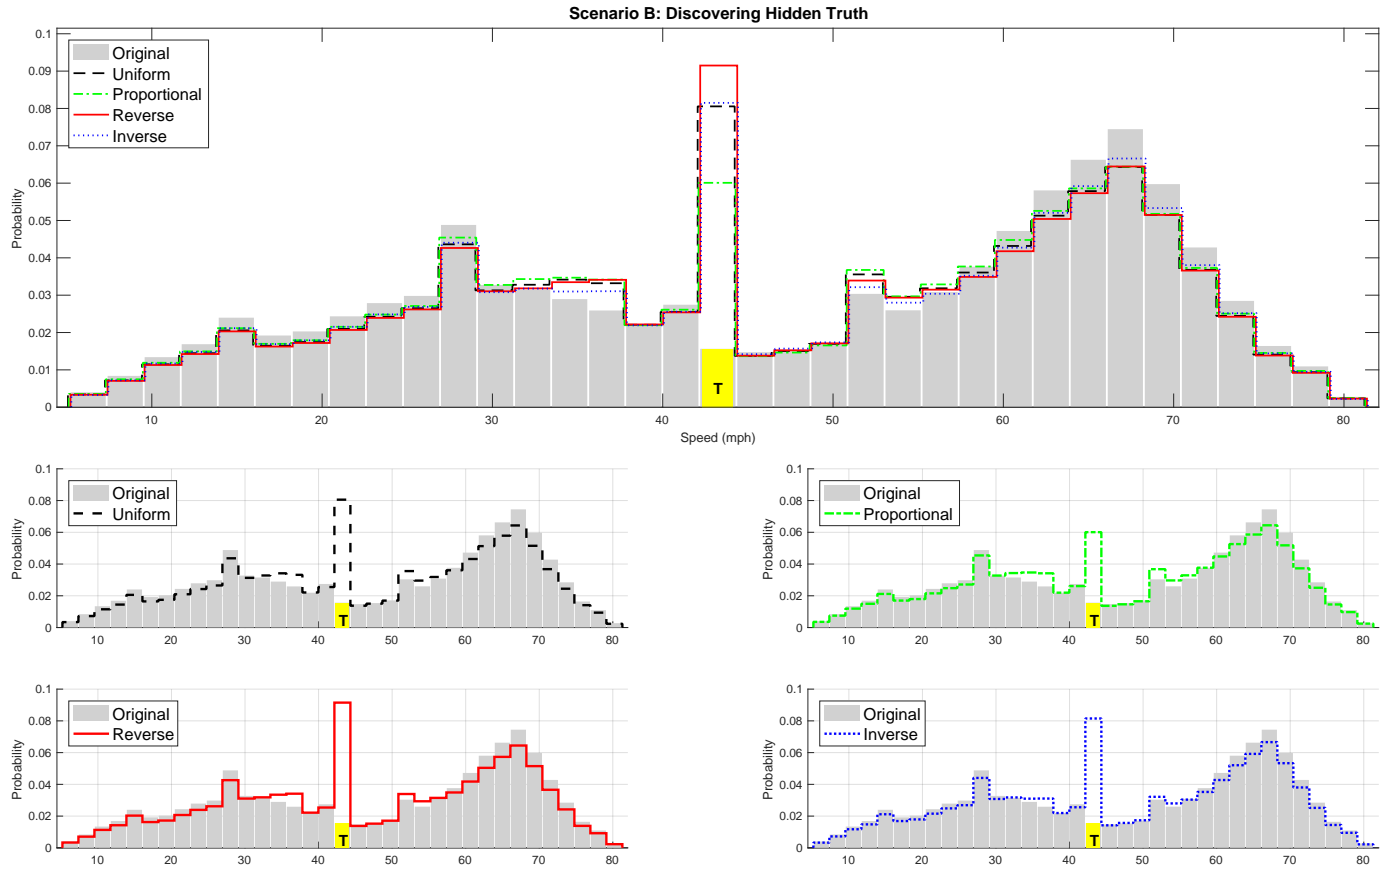 Scenario B: Discovering Hidden Truth
0.1
0.09
0.08
0.07
0.06
0.05
0.04
0.03
0.02
0.01
0
Probability
Original
Uniform
Proportional
Reverse
Inverse
T
10 20 30 40 50 60 70 80
Speed (mph)
0.1
0.08
0.06
0.04
0.02
0
Probability
Original
Uniform
T
10 20 30 40 50 60 70 80
0.1
0.08
0.06
0.04
0.02
0
Probability
Original
Proportional
T
10 20 30 40 50 60 70 80
0.1
0.08
0.06
0.04
0.02
0
Probability
Original
Reverse
T
10 20 30 40 50 60 70 80
0.1
0.08
0.06
0.04
0.02
0
Probability
Original
Inverse
T
10 20 30 40 50 60 70 80